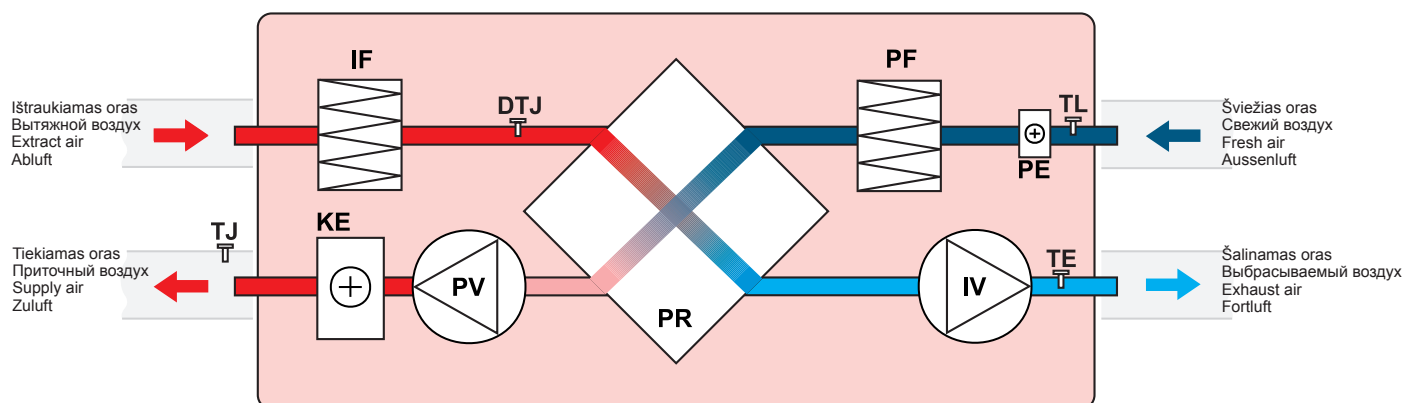 IF
PF
DTJ
TL
Ištraukiamas oras
Вытяжной воздух
Extract air
Abluft
Šviežias oras
Свежий воздух
Fresh air
Aussenluft
PE
TJ
KE
Tiekiamas oras
Приточный воздух
Supply air
Zuluft
PV
PR
IV
TE
Šalinamas oras
Выбрасываемый воздух
Exhaust air
Fortluft